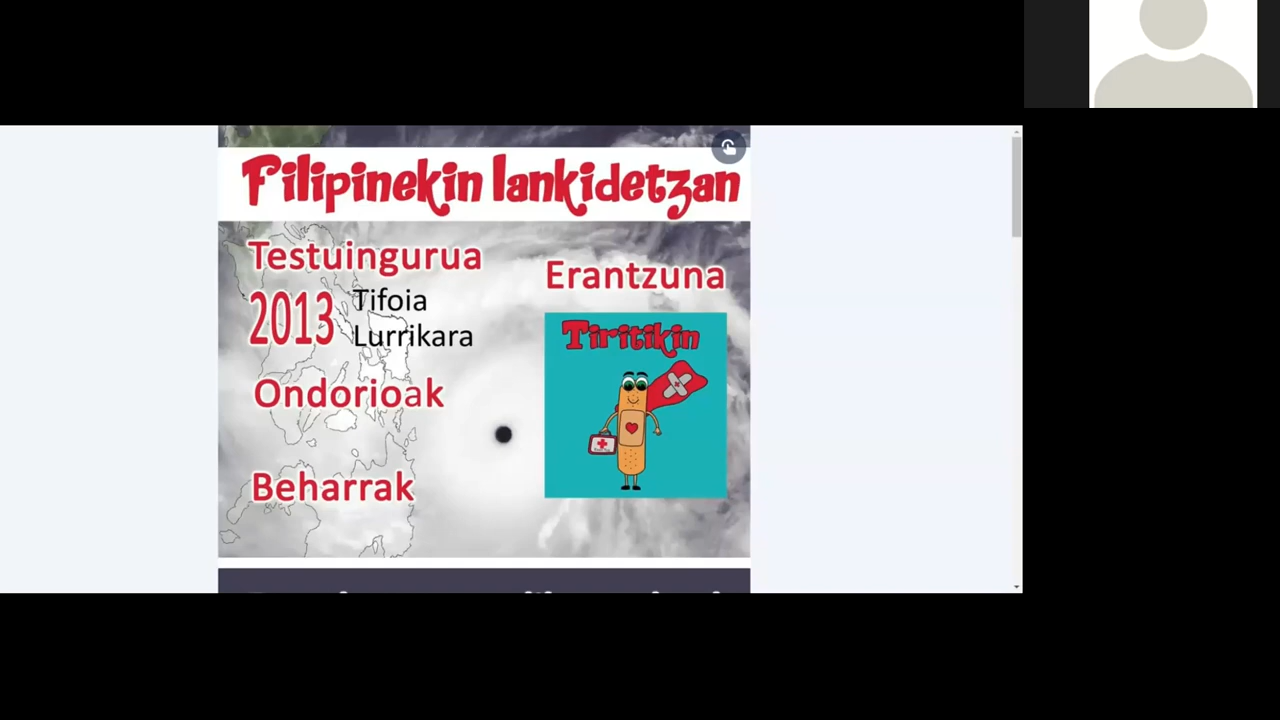 Filipinekin lankidetzan
Testuingurua
2013 Tifoia
Lurrikara
Ondorioak
Beharrak
Erantzuna
Tiritikin